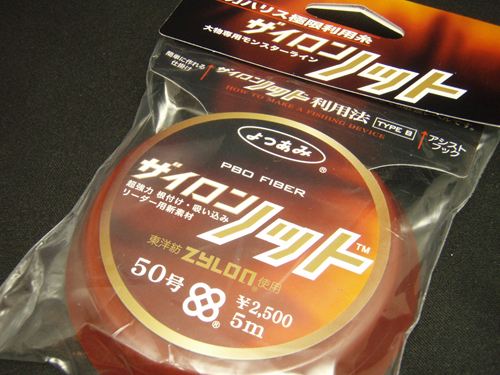 ハリス極限利用糸
ザイロンノット
大物専用モンスターライン
簡単に作れる
仕掛け
ザイロンノット利用法
TYPE B
HOW TO MAKE A FISHING DEVICE
アシスト
フック
よつあみ
®
PBO FIBER
ザイロンノット™
超強力 板付け・吸い込み
リーダー用新素材
東洋紡 ZYLON® 使用
50号
¥2,500
5m